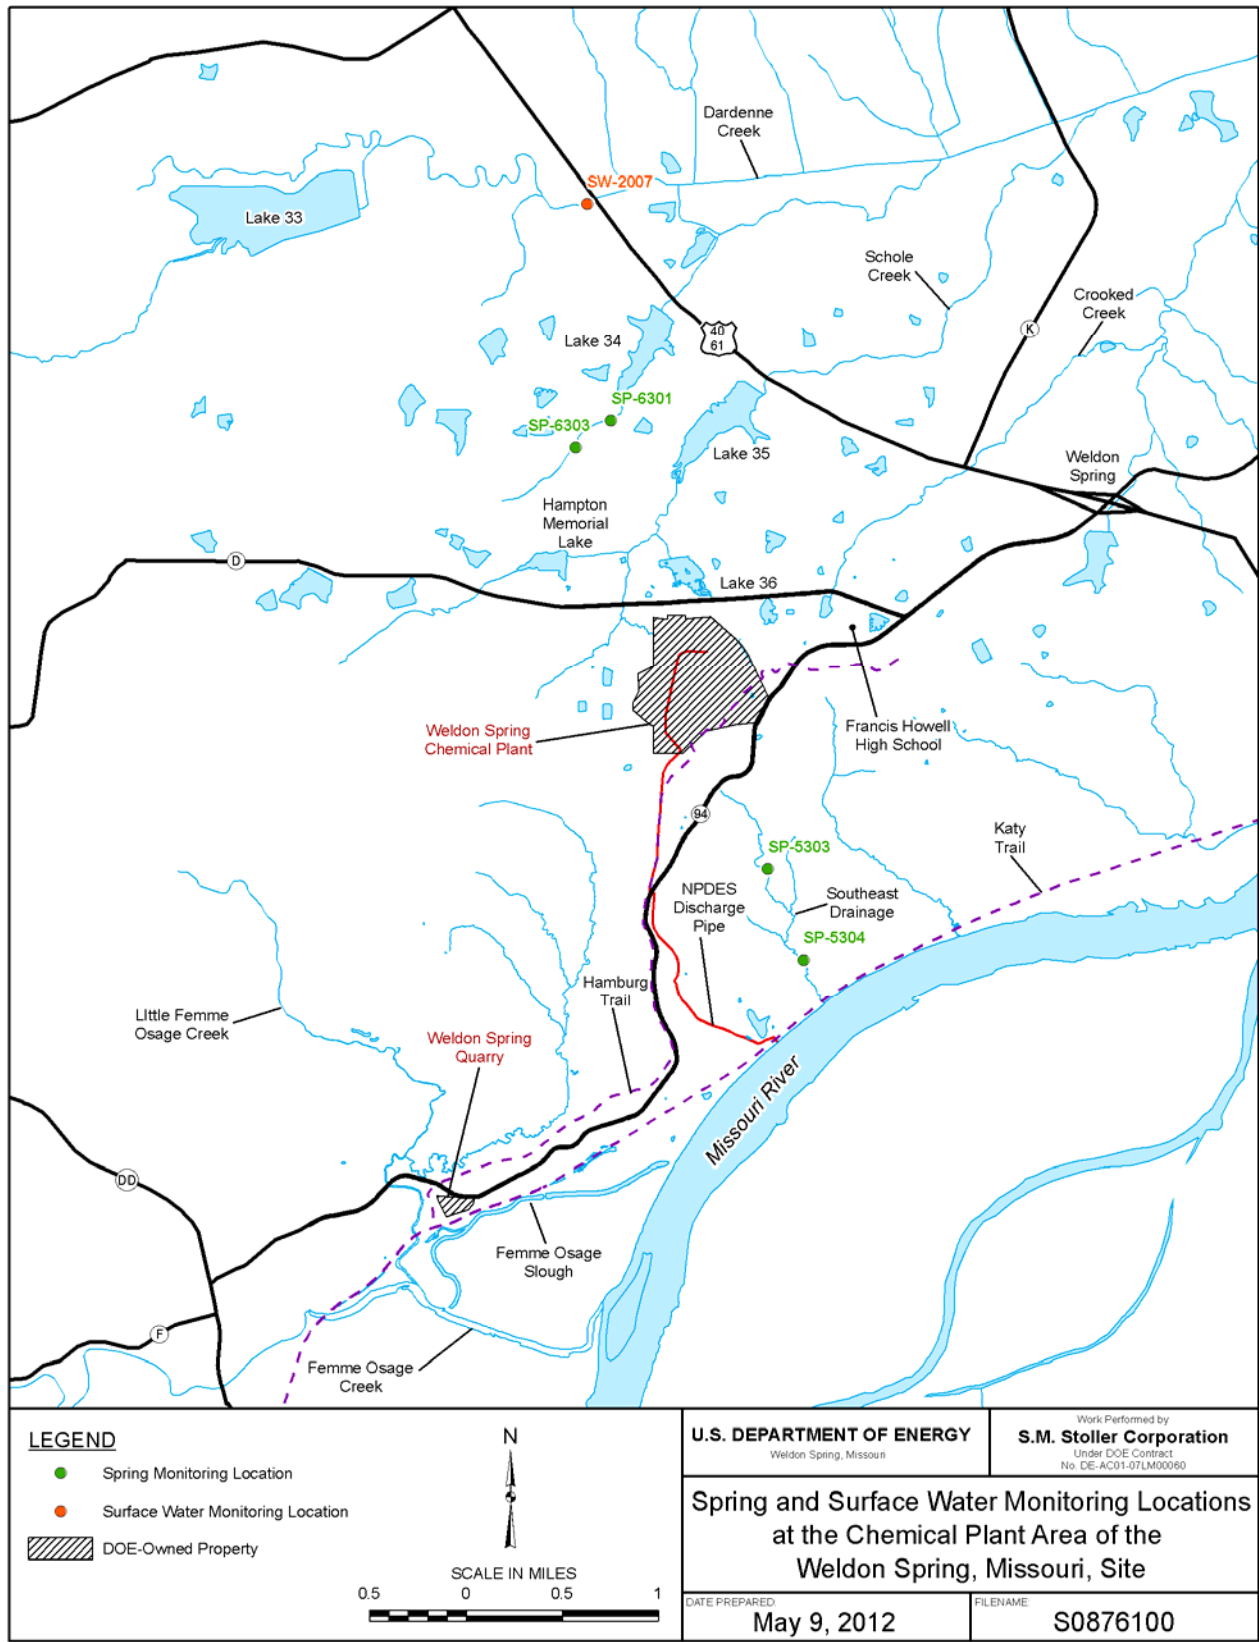 Dardenne
Creek
SW-2007
Lake 33
Schole
Creek
Crooked
Creek
40
61
K
Lake 34
SP-6301
SP-6303
Lake 35
Weldon
Spring
Hampton
Memorial
Lake
D
Lake 36
Weldon Spring
Chemical Plant
Francis Howell
High School
94
SP-5303
Katy
Trail
NPDES
Discharge
Pipe
Southeast
Drainage
SP-5304
Hamburg
Trail
LIttle Femme
Osage Creek
Weldon Spring
Quarry
Missouri River
DD
Femme Osage
Slough
F
Femme Osage
Creek
LEGEND
Spring Monitoring Location
Surface Water Monitoring Location
DOE-Owned Property
N
SCALE IN MILES
0.5 0 0.5 1
U.S. DEPARTMENT OF ENERGY
Weldon Spring, Missouri
Work Performed by
S.M. Stoller Corporation
Under DOE Contract
No. DE-AC01-07LM00060
Spring and Surface Water Monitoring Locations
at the Chemical Plant Area of the
Weldon Spring, Missouri, Site
DATE PREPARED:
May 9, 2012
FILENAME:
S0876100